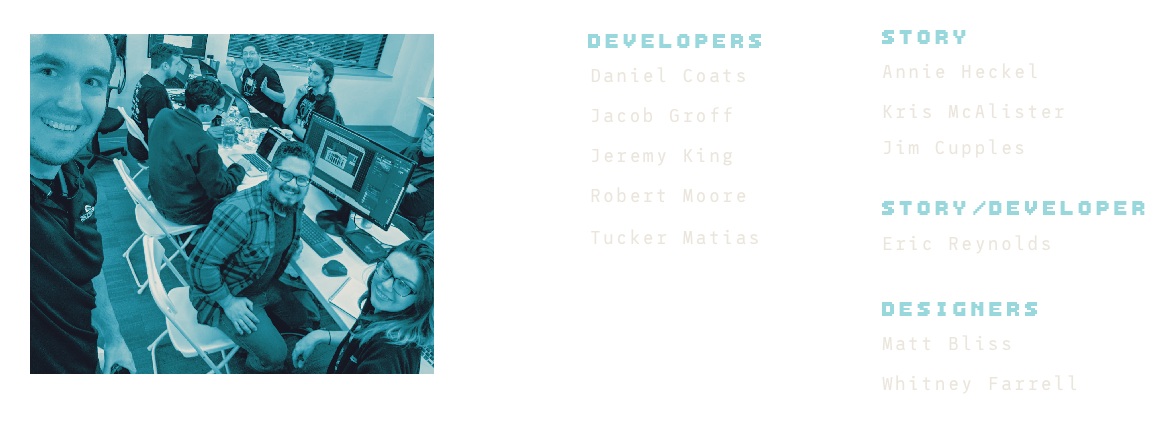 DEVELOPERS
Daniel Coats
Jacob Groff
Jeremy King
Robert Moore
Tucker Matias
STORY
Annie Heckel
Kris McAlister
Jim Cupples
STORY/DEVELOPER
Eric Reynolds
DESIGNERS
Matt Bliss
Whitney Farrell